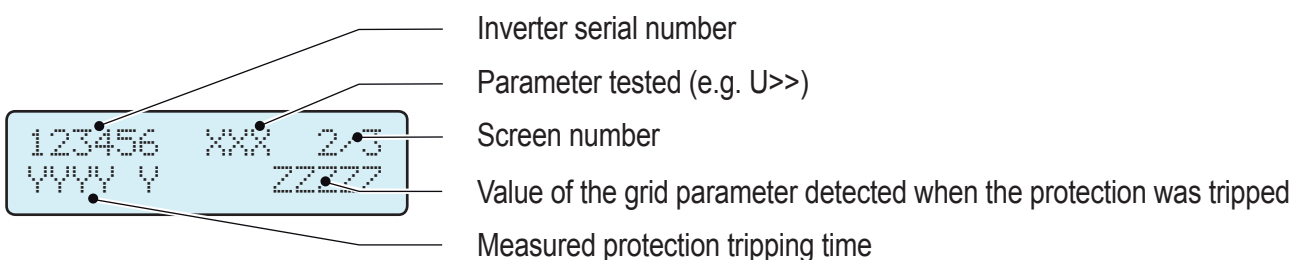 Inverter serial number
Parameter tested (e.g. U>>)
123456 XXX 2/3
Screen number
YYYY Y ZZZZZ
Value of the grid parameter detected when the protection was tripped
Measured protection tripping time